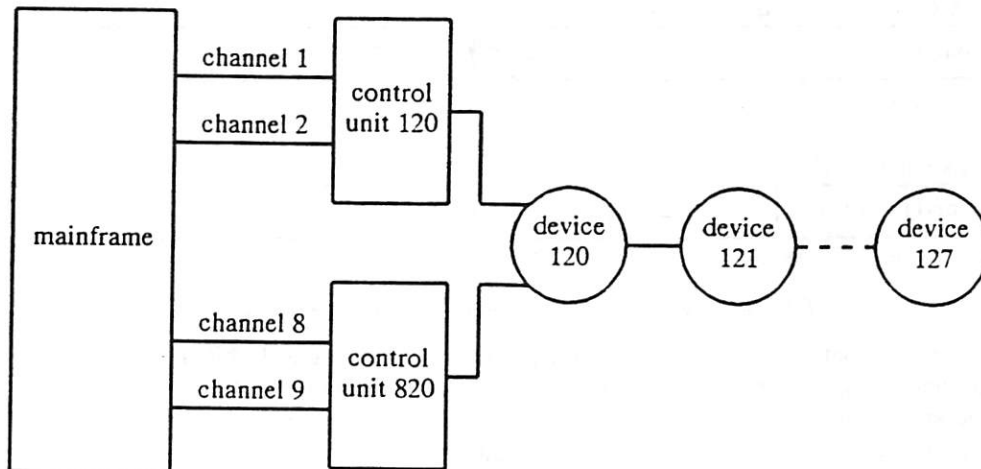 channel 1
channel 2
control
unit 120
mainframe
device
120
device
121
device
127
channel 8
channel 9
control
unit 820